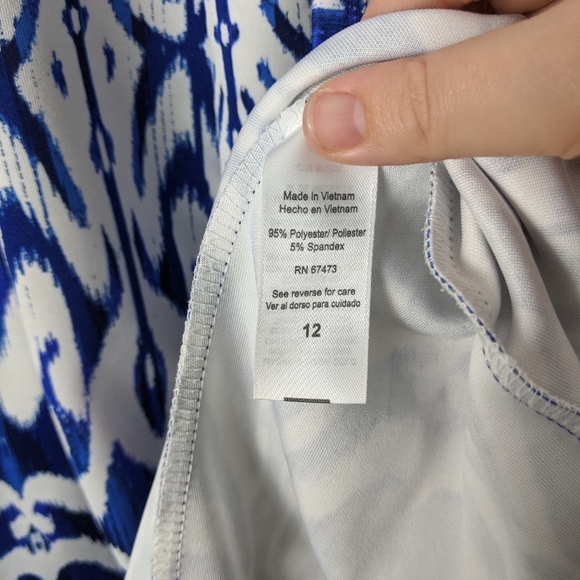 Made in Vietnam
Hecho en Vietnam
95% Polyester/ Poliester
5% Spandex
RN 67473
See reverse for care
Ver al dorso para cuidado
12